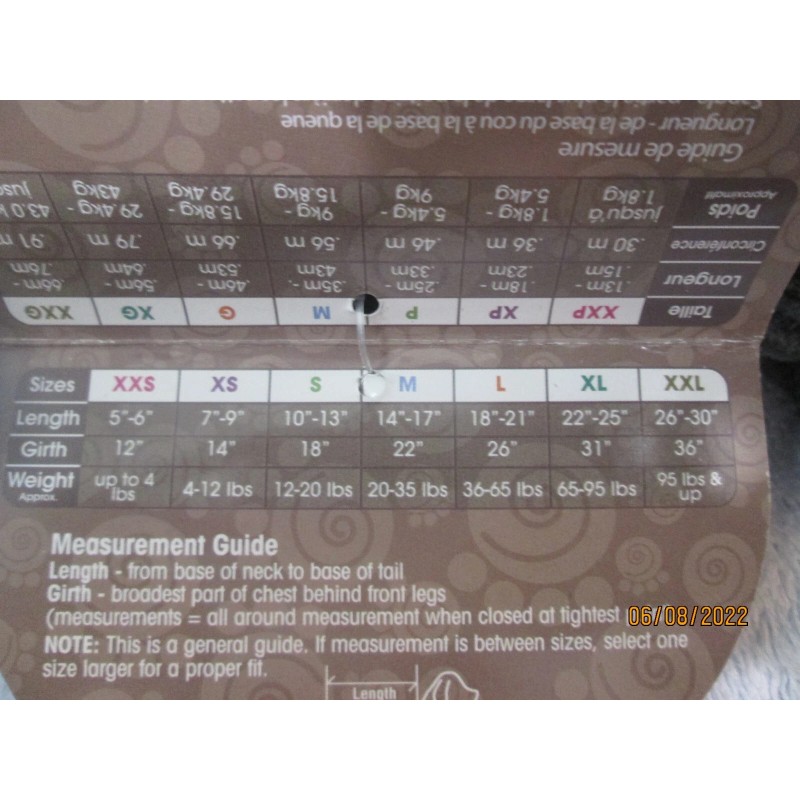 Taille XXP XP P M G XG XXG
Longeur .13m - .18m - .25m - .35m - .46m - .56m - .66m -
.15m .23m .33m .43m .53m .64m .76m
Circonférence .30 m .36 m .46 m .56 m .66 m .79 m .91 m
Poids jusqu'à 1.8kg - 5.4kg - 9kg - 15.8kg - 29.4kg - 43.0
Approximatif 1.8kg 5.4kg 9kg 15.8kg 29.4kg 43kg
Guide de mesure
Longueur - de la base du cou à la base de la queue
Sizes XXS XS S M L XL XXL
Length 5"-6" 7"-9" 10"-13" 14"-17" 18"-21" 22"-25" 26"-30"
Girth 12" 14" 18" 22" 26" 31" 36"
Weight up to 4 4-12 lbs 12-20 lbs 20-35 lbs 36-65 lbs 65-95 lbs 95 lbs &
Approx. lbs up
Measurement Guide
Length - from base of neck to base of tail
Girth - broadest part of chest behind front legs
(measurements = all around measurement when closed at tightest
06/08/2022
NOTE: This is a general guide. If measurement is between sizes, select one
size larger for a proper fit.
Length